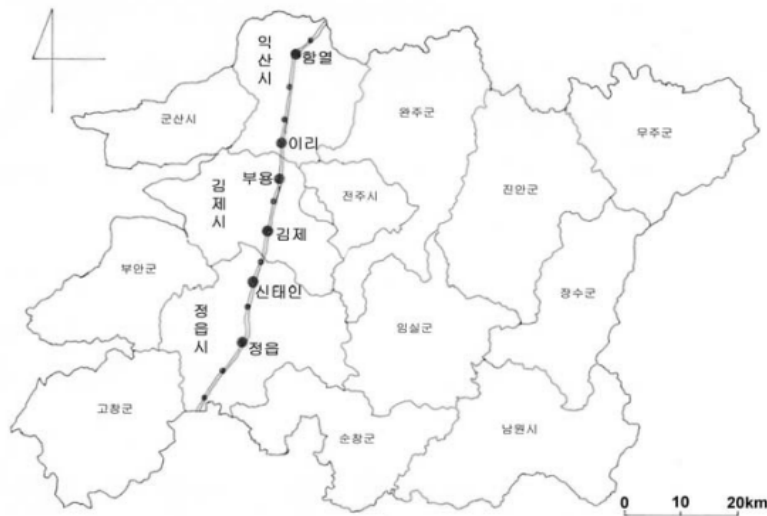 익산시
함열
군산시
완주군
무주군
이리
부용
김제시
전주시
진안군
김제
부안군
신태인
장수군
정읍시
임실군
정읍
고창군
순창군
남원시
0 10 20km